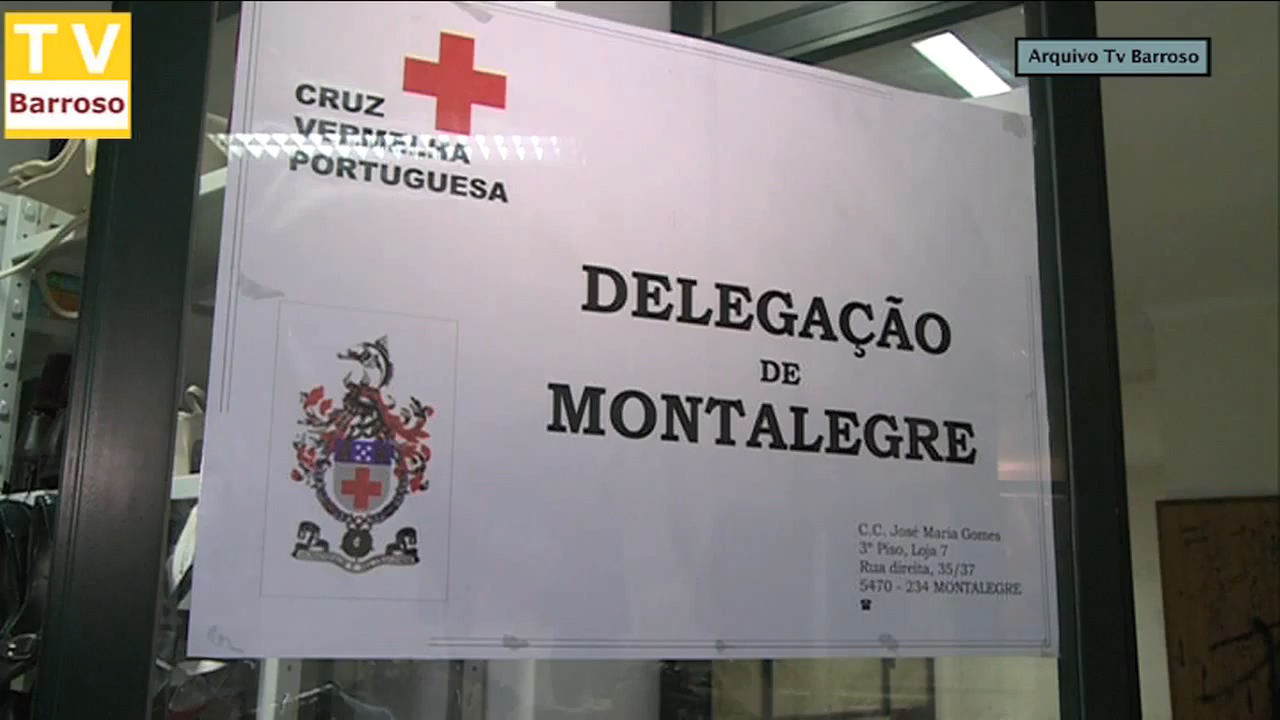 TV
Barroso
Arquivo Tv Barroso
CRUZ
VERMELHA
PORTUGUESA
DELEGAÇÃO
DE
MONTALEGRE
C.C. José Maria Gomes
3º Piso, Loja 7
Rua direita, 35/37
5470 - 234 MONTALEGRE